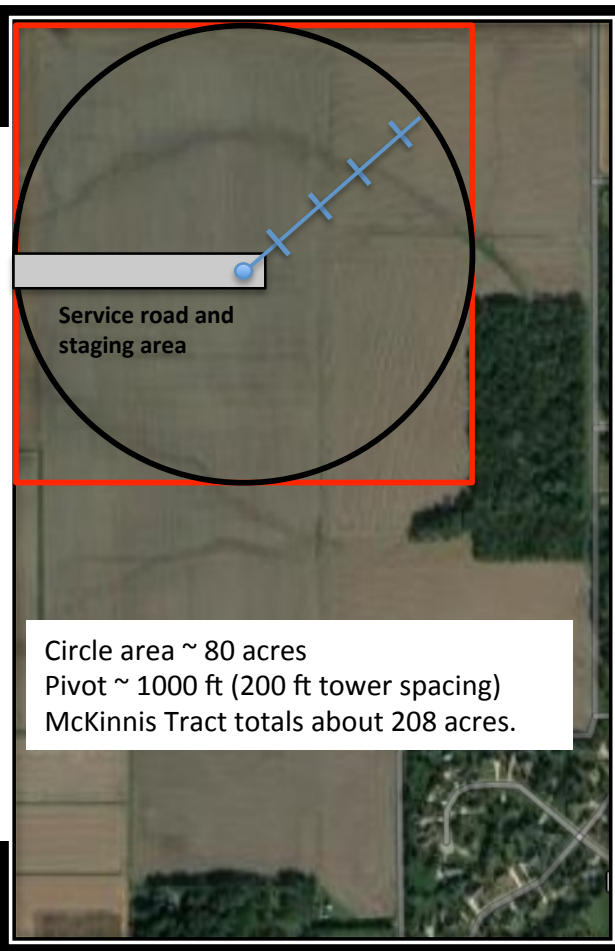 Service road and
staging area
Circle area ~ 80 acres
Pivot ~ 1000 ft (200 ft tower spacing)
McKinnis Tract totals about 208 acres.